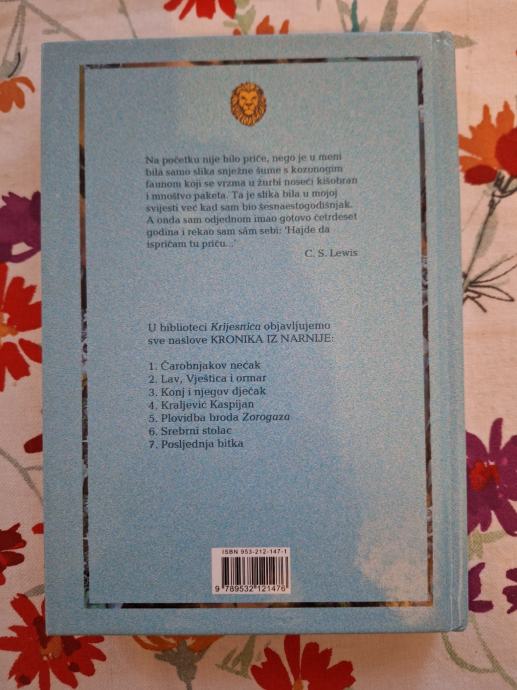 Na početku nije bilo priče, nego je u meni
bila samo slika snježne šume s kozonogim
faunom koji se vrzma u žurbi noseći kišobran
i mnoštvo paketa. Ta je slika bila u mojoj
svijesti već kad sam bio šesnaestogodišnjak.
A onda sam odjednom imao gotovo četrdeset
godina i rekao sam sâm sebi: 'Hajde da
ispričam tu priču...'
C. S. Lewis
U biblioteci Krijesnica objavljujemo
sve naslove KRONIKA IZ NARNIJE:
1. Čarobnjakov nećak
2. Lav, Vještica i ormar
3. Konj i njegov dječak
4. Kraljević Kaspijan
5. Plovidba broda Zorogaza
6. Srebrni stolac
7. Posljednja bitka
ISBN 953-212-147-1
9 789532 121476